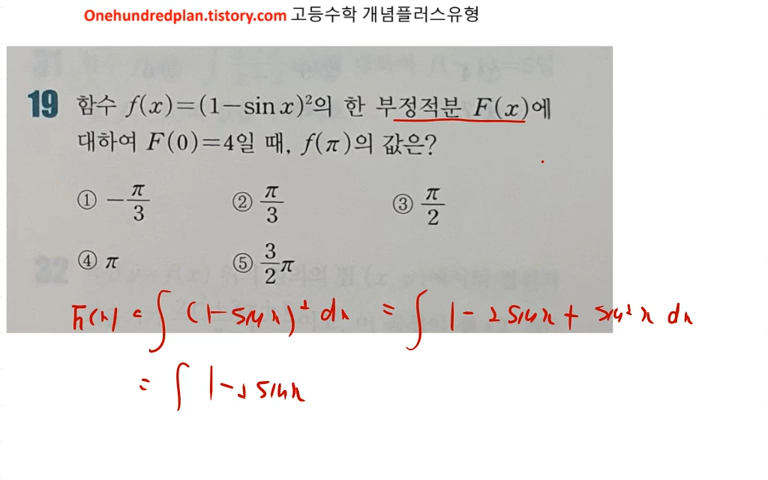 Onehundredplan.tistory.com 고등수학 개념플러스유형
19 함수 f(x)=(1-sin x)²의 한 부정적분 F(x)에
대하여 F(0)=4일 때, f(π)의 값은?
① -π/3 ② π/3 ③ π/2
④ π ⑤ 3/2 π
F(x) = ∫ (1-sin x)² dx = ∫ 1-2 sin x + sin² x dx
= ∫ 1-2 sin x